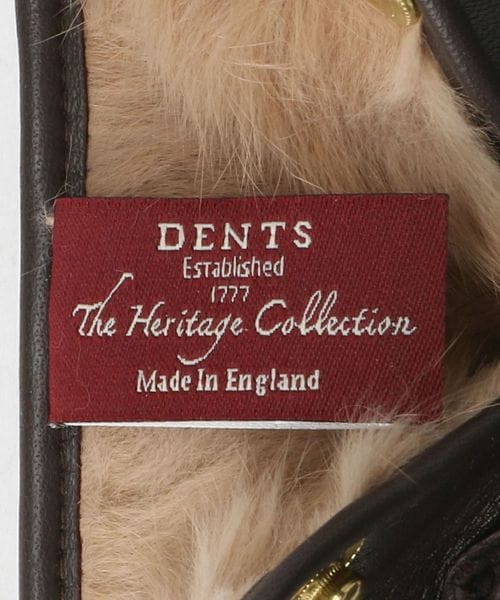 DENTS
Established
1777
The Heritage Collection
Made In England